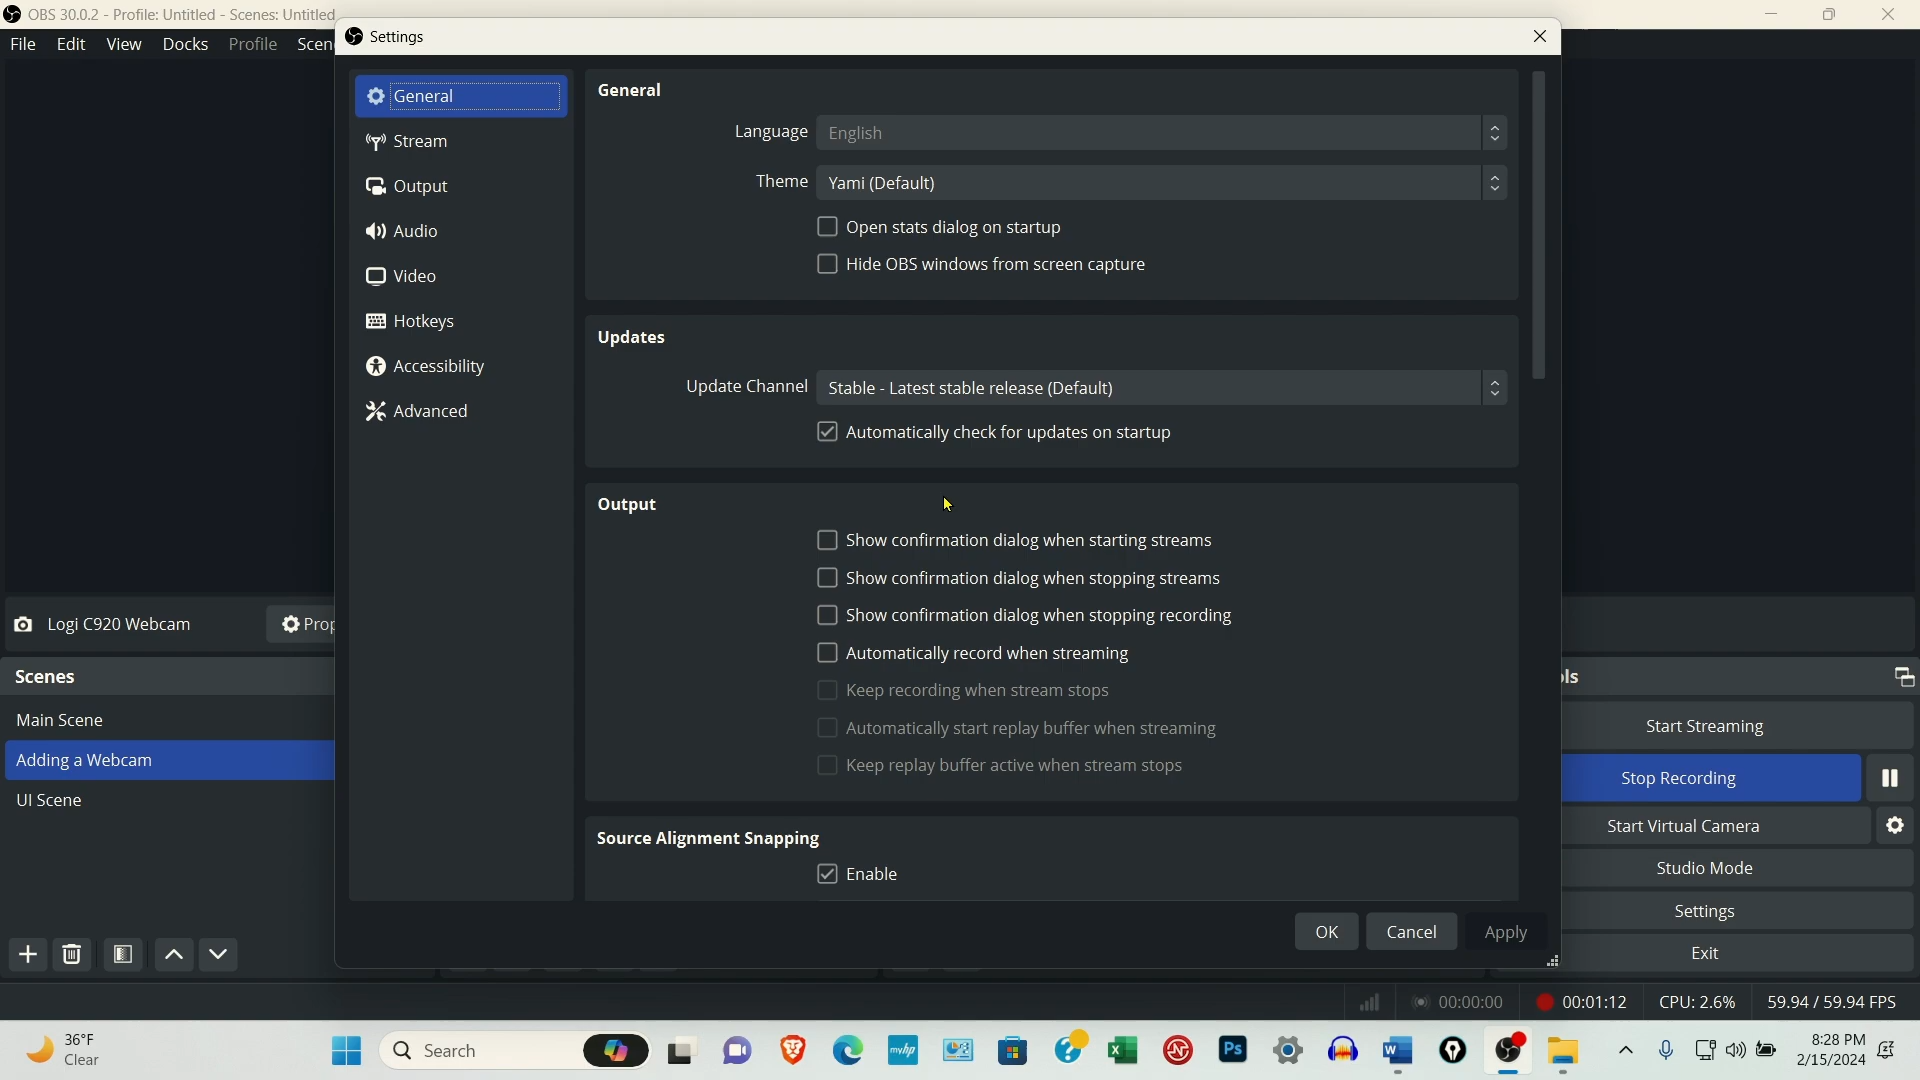 OBS 30.0.2 - Profile: Untitled - Scenes: Untitled
File Edit View Docks Profile Scen
Settings
General
Stream
Output
Audio
Video
Hotkeys
Accessibility
Advanced
General
Language English
Theme Yami (Default)
Open stats dialog on startup
Hide OBS windows from screen capture
Updates
Update Channel Stable - Latest stable release (Default)
Automatically check for updates on startup
Output
Show confirmation dialog when starting streams
Show confirmation dialog when stopping streams
Show confirmation dialog when stopping recording
Automatically record when streaming
Keep recording when stream stops
Automatically start replay buffer when streaming
Keep replay buffer active when stream stops
Source Alignment Snapping
Enable
OK Cancel Apply
Logi C920 Webcam Prop
Scenes
Main Scene
Adding a Webcam
UI Scene
ls
Start Streaming
Stop Recording
Start Virtual Camera
Studio Mode
Settings
Exit
00:00:00 00:01:12 CPU: 2.6% 59.94 / 59.94 FPS
36°F
Clear
Search
myhp
Ps
8:28 PM
2/15/2024